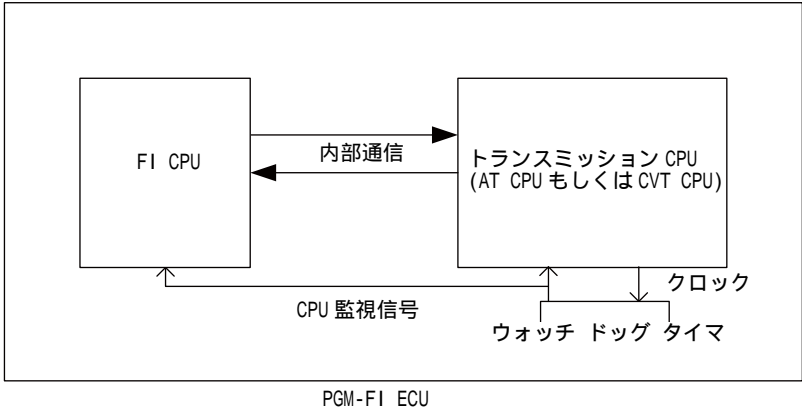 FI CPU
内部通信
トランスミッション CPU
(AT CPU もしくは CVT CPU)
クロック
CPU 監視信号
ウォッチ ドッグ タイマ
PGM-FI ECU